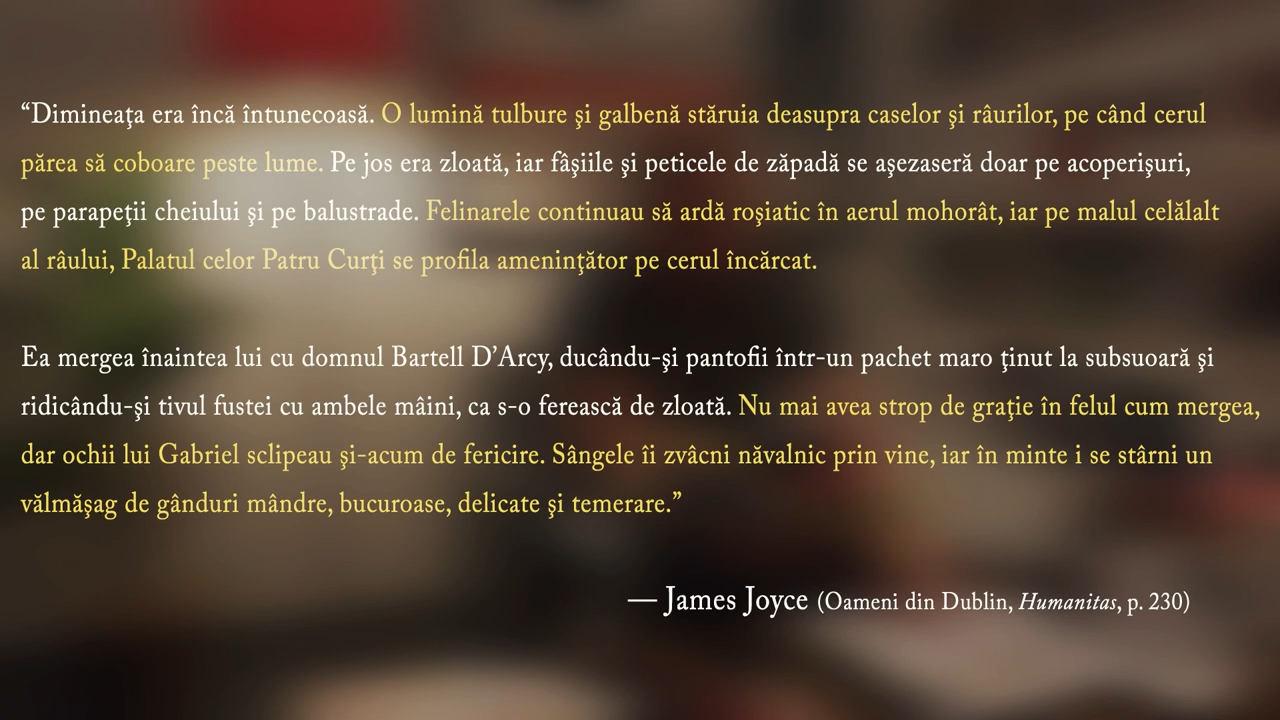 “Dimineaţa era încă întunecoasă. O lumină tulbure şi galbenă stăruia deasupra caselor şi râurilor, pe când cerul
părea să coboare peste lume. Pe jos era zloată, iar fâşiile şi peticele de zăpadă se aşezaseră doar pe acoperişuri,
pe parapeţii cheiului şi pe balustrade. Felinarele continuau să ardă roşiatic în aerul mohorât, iar pe malul celălalt
al râului, Palatul celor Patru Curţi se profila ameninţător pe cerul încărcat.
Ea mergea înaintea lui cu domnul Bartell D’Arcy, ducându-şi pantofii într-un pachet maro ţinut la subsuoară şi
ridicându-şi tivul fustei cu ambele mâini, ca s-o ferească de zloată. Nu mai avea strop de graţie în felul cum mergea,
dar ochii lui Gabriel sclipeau şi-acum de fericire. Sângele îi zvâcni năvalnic prin vine, iar în minte i se stârni un
vălmăşag de gânduri mândre, bucuroase, delicate şi temerare.”
— James Joyce (Oameni din Dublin, Humanitas, p. 230)